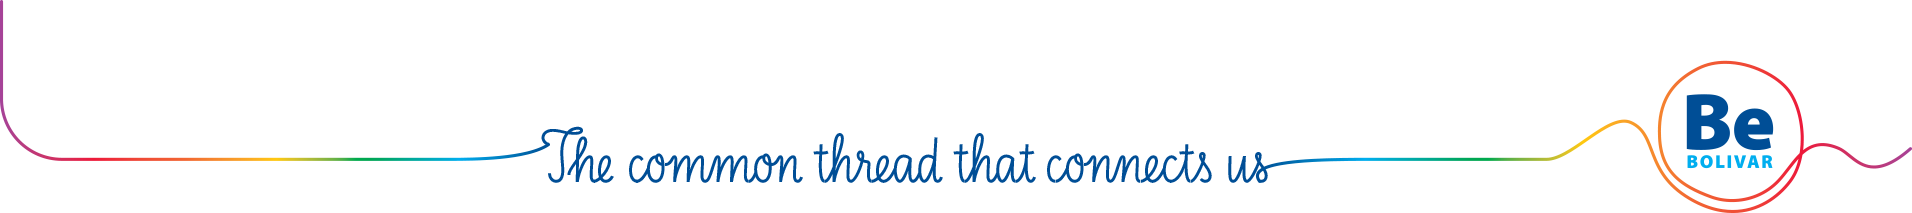 The common thread that connects us
Be
BOLIVAR